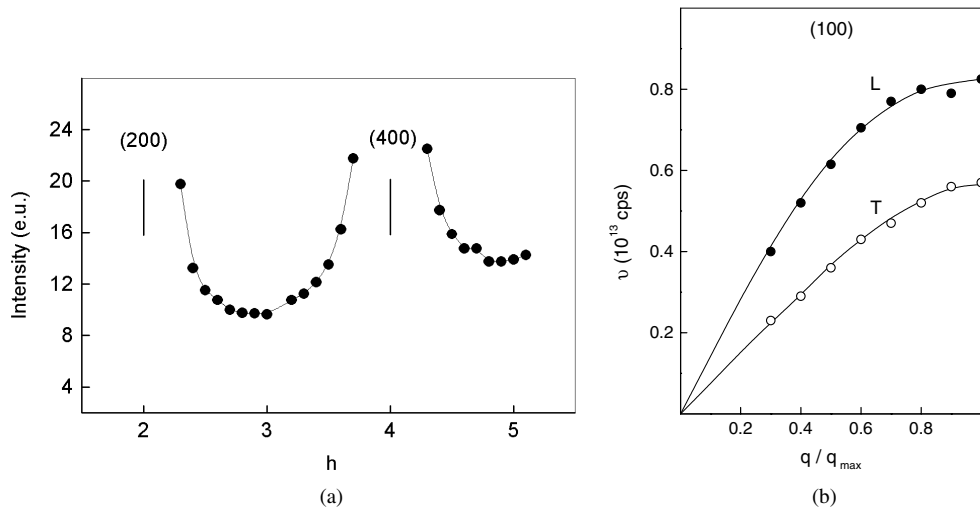 (200)
(400)
24
20
16
12
8
4
Intensity (e.u.)
2
3
4
5
h
(a)
(100)
L
T
0.8
0.6
0.4
0.2
υ (10¹³ cps)
0.2
0.4
0.6
0.8
q / qmax
(b)